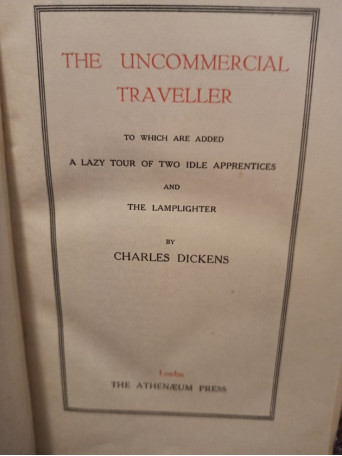 THE UNCOMMERCIAL
TRAVELLER
TO WHICH ARE ADDED
A LAZY TOUR OF TWO IDLE APPRENTICES
AND
THE LAMPLIGHTER
BY
CHARLES DICKENS
London
THE ATHENÆUM PRESS